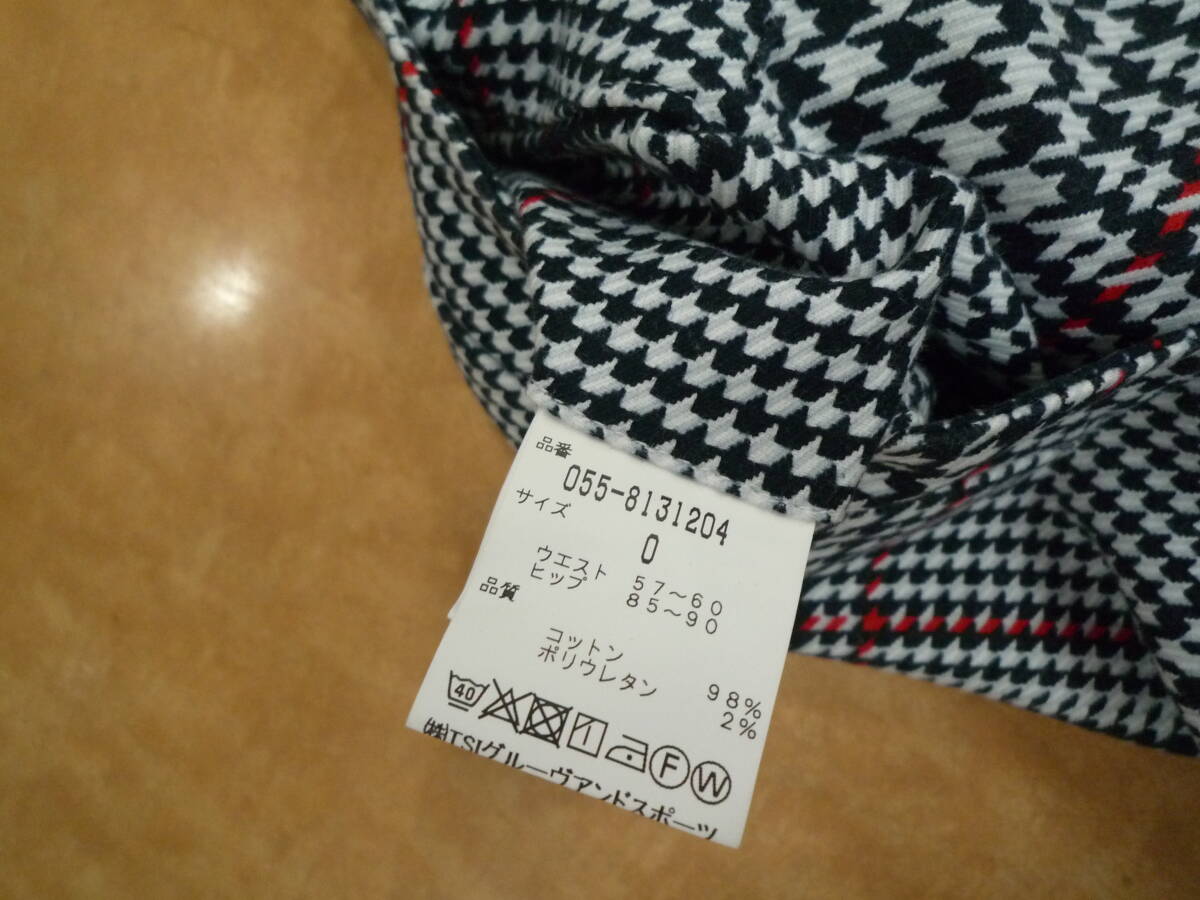 品番
055-8131204
サイズ
0
ウエスト 57～60
ヒップ 85～90
品質
コットン 98%
ポリウレタン 2%
40 F W
㈱TSIグルーヴアンドスポーツ